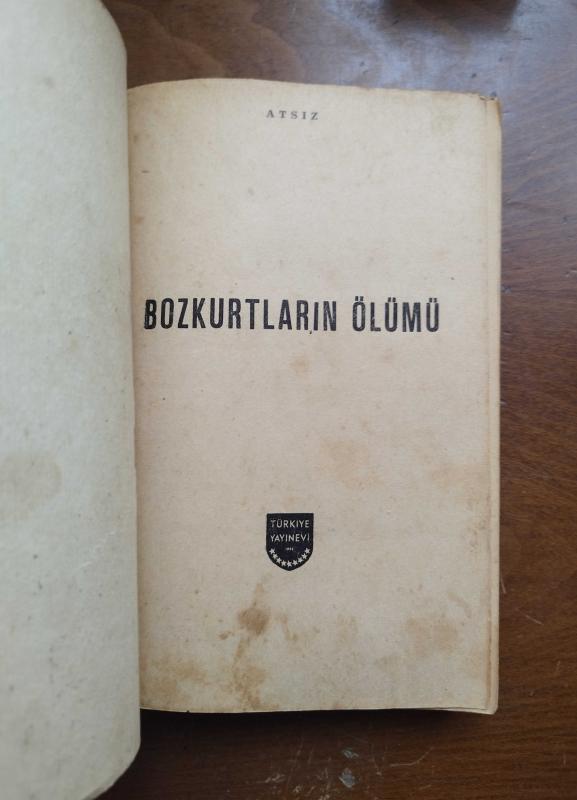 ATSIZ
BOZKURTLARIN ÖLÜMÜ
TÜRKİYE
YAYINEVİ